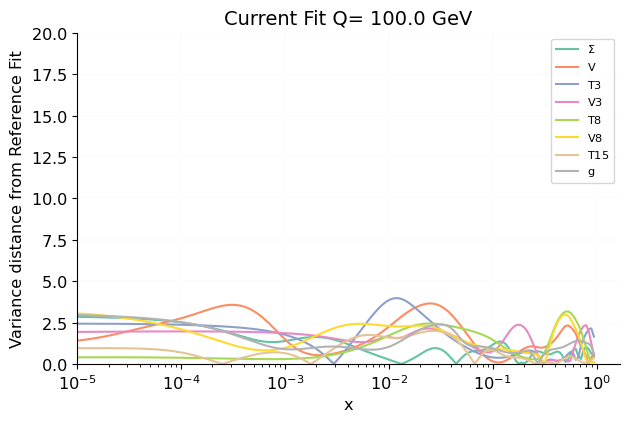 Current Fit Q= 100.0 GeV
Variance distance from Reference Fit
20.0
17.5
15.0
12.5
10.0
7.5
5.0
2.5
0.0
10⁻⁵
10⁻⁴
10⁻³
10⁻²
10⁻¹
10⁰
x
Σ
V
T3
V3
T8
V8
T15
g